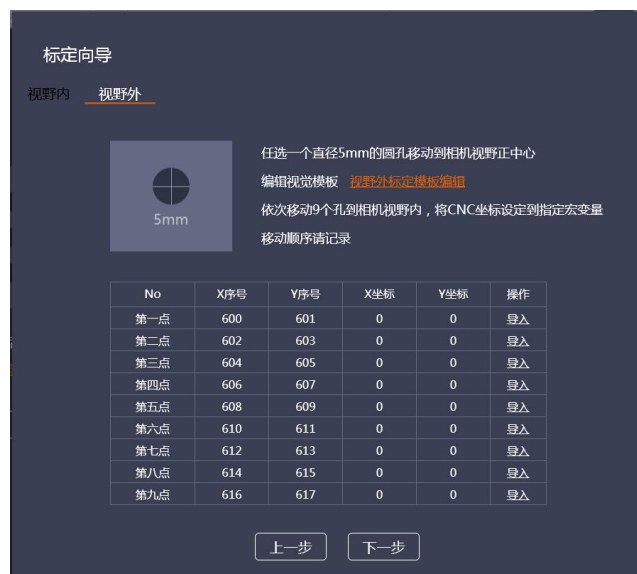 标定向导
视野内 视野外
任选一个直径5mm的圆孔移动到相机视野正中心
编辑视觉模板 视野外标定模板编辑
5mm
依次移动9个孔到相机视野内，将CNC坐标设定到指定宏变量
移动顺序请记录
No X序号 Y序号 X坐标 Y坐标 操作
第一点 600 601 0 0 导入
第二点 602 603 0 0 导入
第三点 604 605 0 0 导入
第四点 606 607 0 0 导入
第五点 608 609 0 0 导入
第六点 610 611 0 0 导入
第七点 612 613 0 0 导入
第八点 614 615 0 0 导入
第九点 616 617 0 0 导入
上一步 下一步